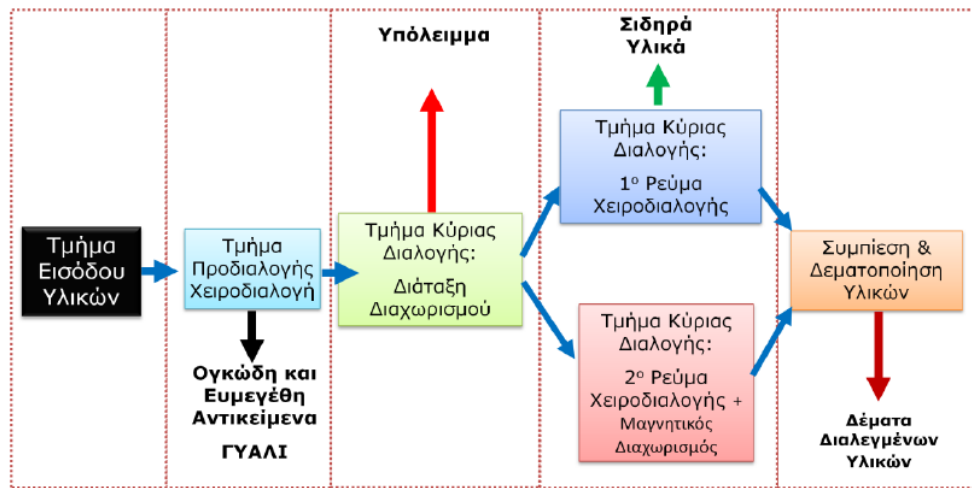 Τμήμα
Εισόδου
Υλικών
Τμήμα
Προδιαλογής
Χειροδιαλογή
Ογκώδη και
Ευμεγέθη
Αντικείμενα
ΓΥΑΛΙ
Υπόλειμμα
Τμήμα Κύριας
Διαλογής:
Διάταξη
Διαχωρισμού
Σιδηρά
Υλικά
Τμήμα Κύριας
Διαλογής:
1ο Ρεύμα
Χειροδιαλογής
Τμήμα Κύριας
Διαλογής:
2ο Ρεύμα
Χειροδιαλογής +
Μαγνητικός
Διαχωρισμός
Συμπίεση &
Δεματοποίηση
Υλικών
Δέματα
Διαλεγμένων
Υλικών